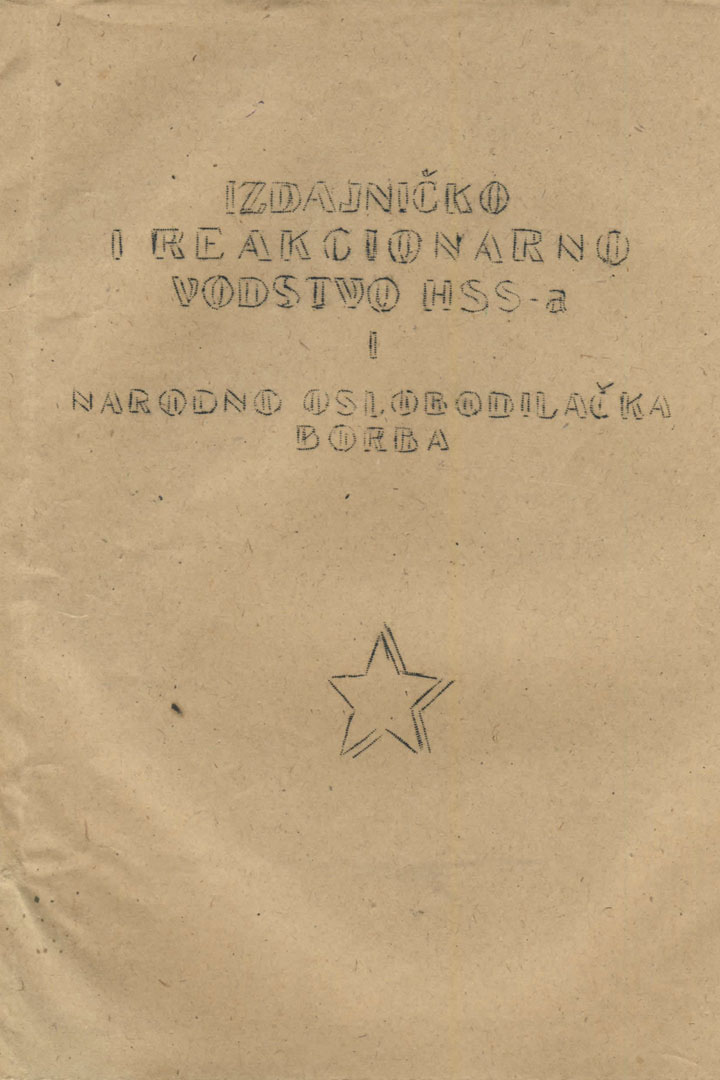 IZDAJNIČKO
I REAKCIONARNO
VODSTVO HSS-a
I
NARODNO OSLOBODILAČKA
BORBA